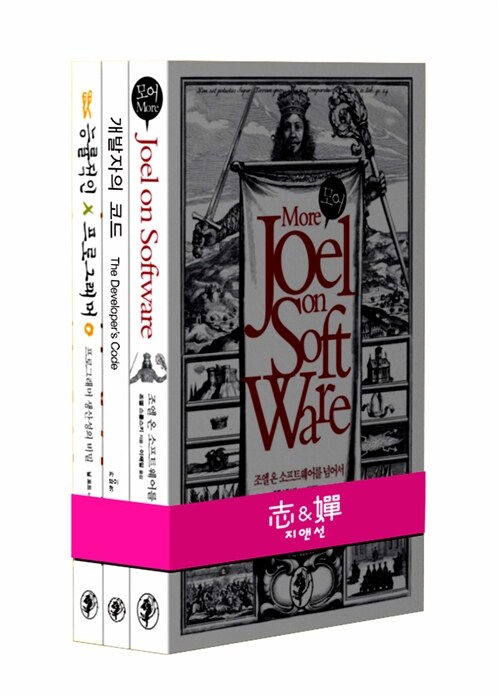 능률적인 프로그래머
프로그래머 생산성의 비밀
개발자의 코드 The Developer's Code
모어
More
Joel on Software
조엘 온 소프트웨어를
모어
More
Joel
on
Soft
Ware
조엘 온 소프트웨어를 넘어서
志&嬋
지앤선